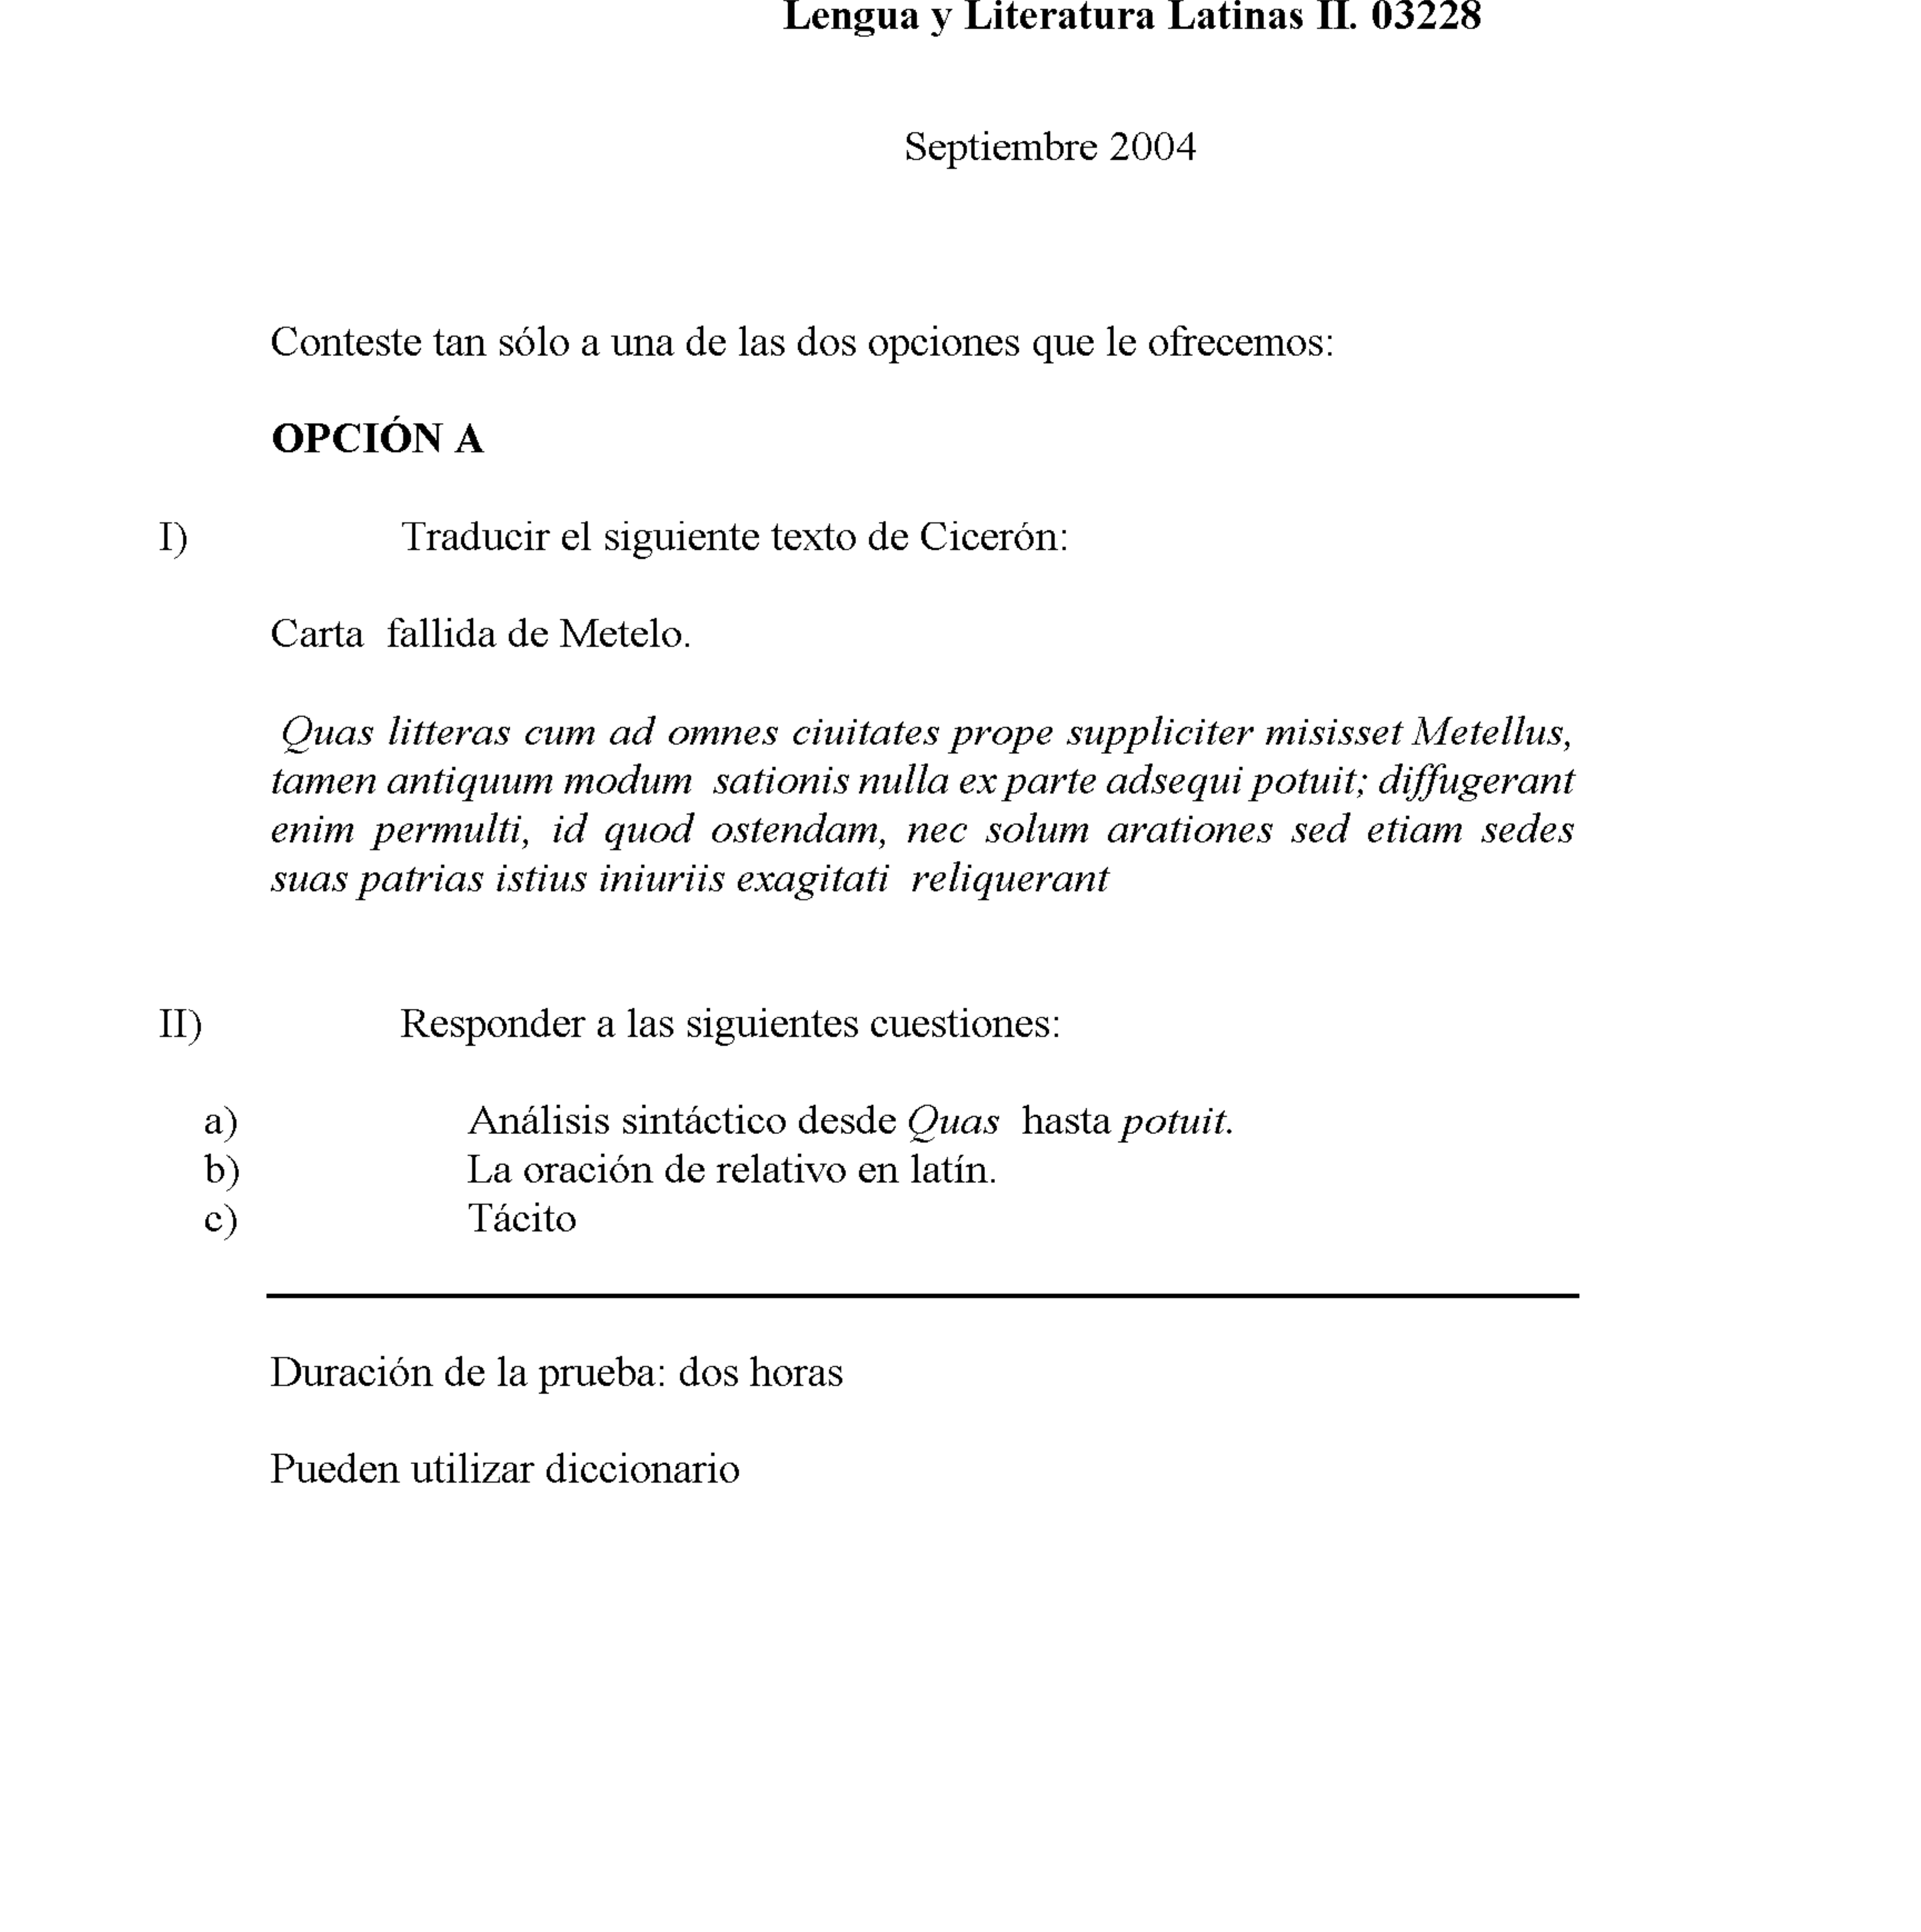 Lengua y Literatura Latinas II. 03228
Septiembre 2004
Conteste tan sólo a una de las dos opciones que le ofrecemos:
OPCIÓN A
I) Traducir el siguiente texto de Cicerón:
Carta fallida de Metelo.
Quas litteras cum ad omnes ciuitates prope suppliciter misisset Metellus,
tamen antiquum modum sationis nulla ex parte adsequi potuit; diffugerant
enim permulti, id quod ostendam, nec solum arationes sed etiam sedes
suas patrias istius iniuriis exagitati reliquerant
II) Responder a las siguientes cuestiones:
a) Análisis sintáctico desde Quas hasta potuit.
b) La oración de relativo en latín.
c) Tácito
Duración de la prueba: dos horas
Pueden utilizar diccionario